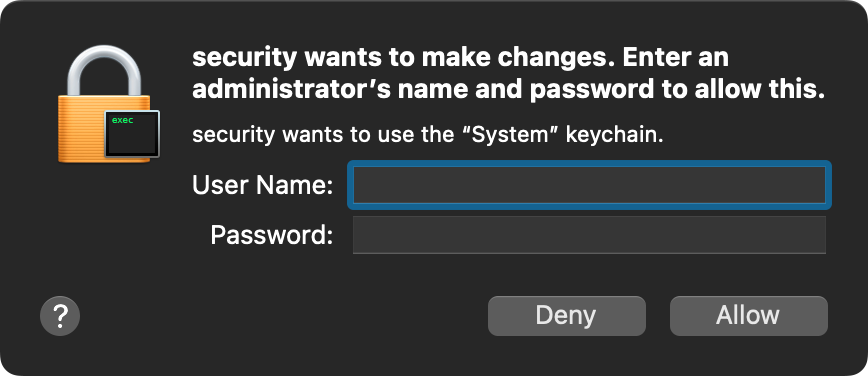 security wants to make changes. Enter an
administrator’s name and password to allow this.
exec
security wants to use the “System” keychain.
User Name:
Password:
?
Deny
Allow